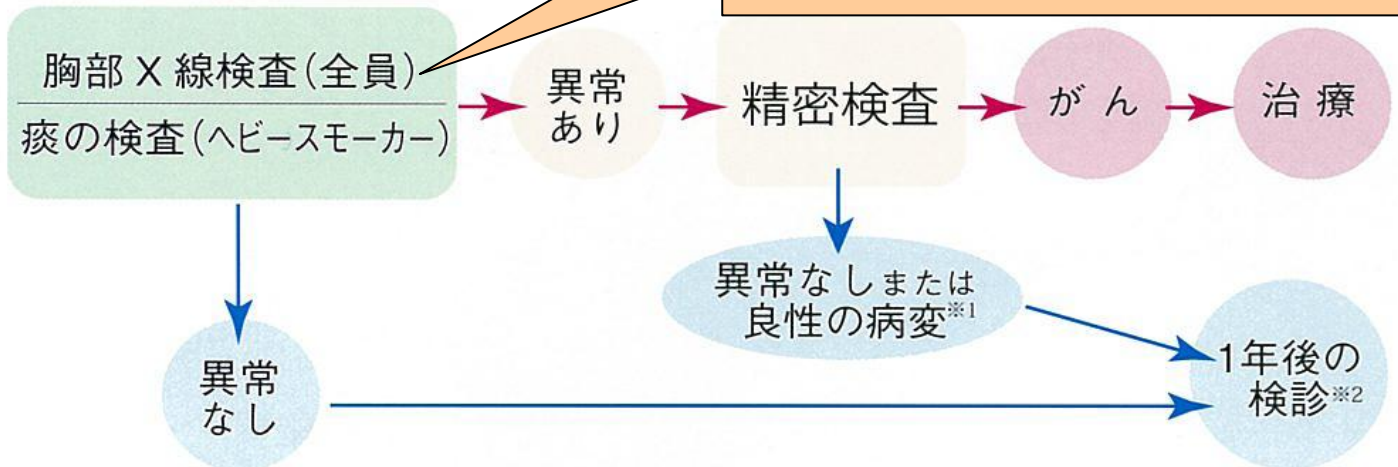 胸部X線検査(全員)
痰の検査(ヘビースモーカー)
異常
あり
精密検査
がん
治療
異常なしまたは
良性の病変※1
異常
なし
1年後の
検診※2